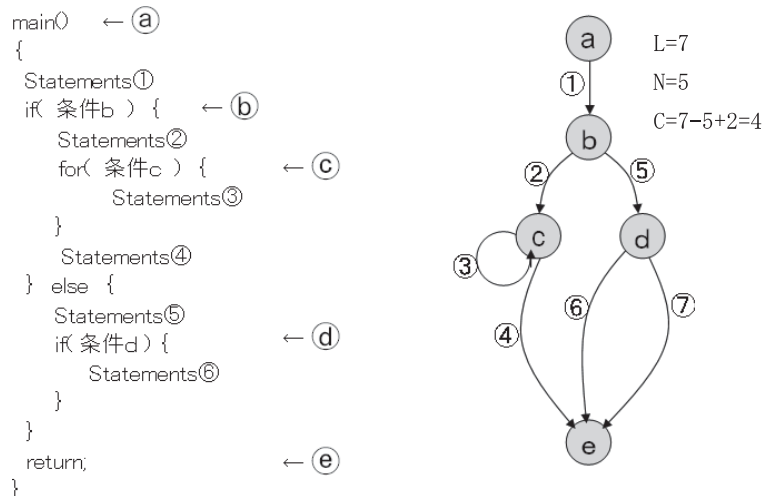 main() ← ⓐ
{
Statements①
if( 条件b ) { ← ⓑ
Statements②
for( 条件c ) { ← ⓒ
Statements③
}
Statements④
} else {
Statements⑤
if( 条件d ) { ← ⓓ
Statements⑥
}
}
return; ← ⓔ
}
a
①
b
②
⑤
c
d
③
④
⑥
⑦
e
L=7
N=5
C=7-5+2=4